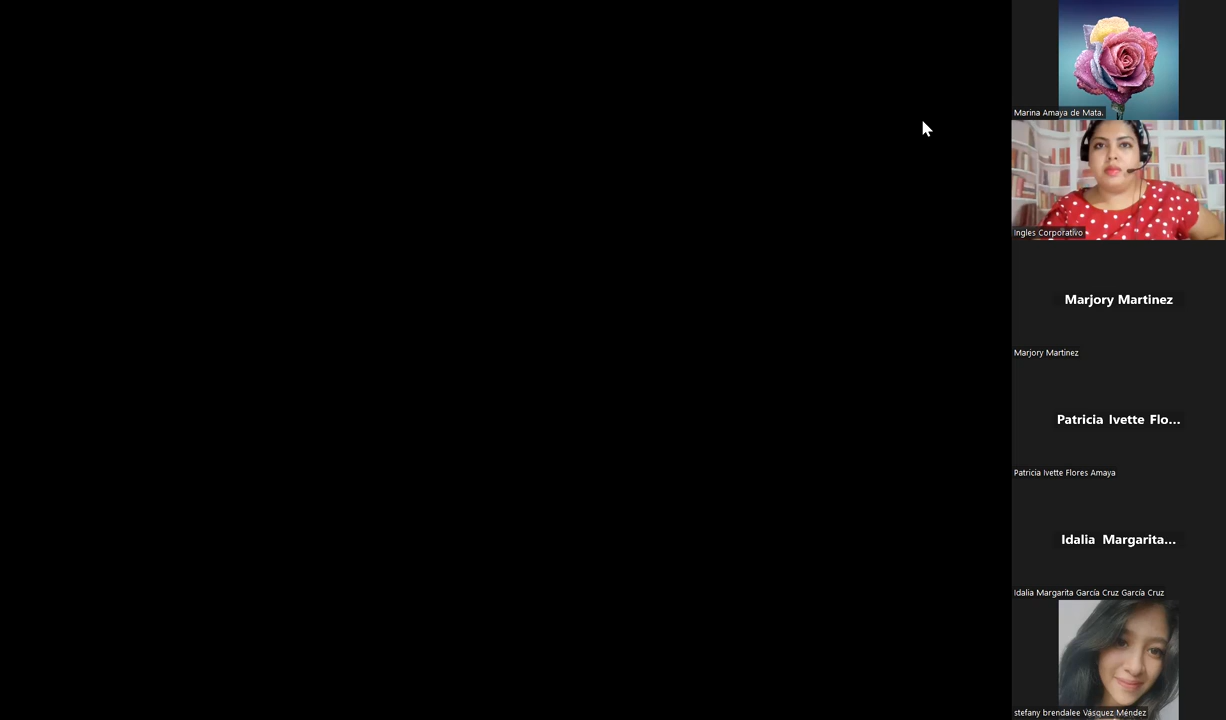 Marina Amaya de Mata.
Ingles Corporativo
Marjory Martinez
Marjory Martinez
Patricia Ivette Flo...
Patricia Ivette Flores Amaya
Idalia Margarita...
Idalia Margarita García Cruz García Cruz
stefany brendalee Vásquez Méndez